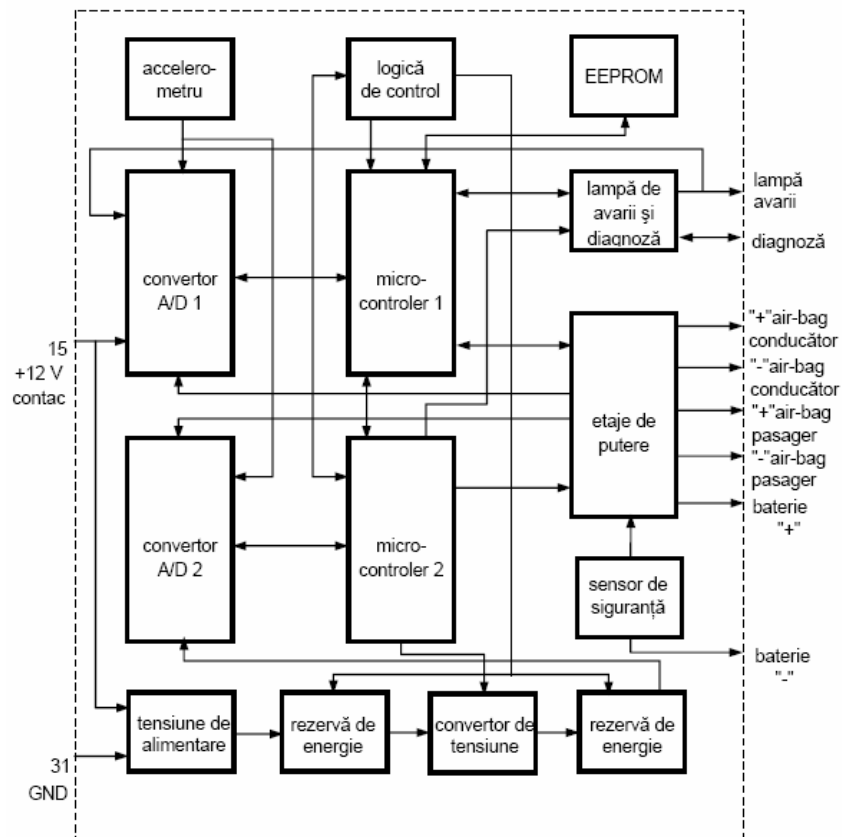 accelero-
metru
logică
de control
EEPROM
convertor
A/D 1
micro-
controler 1
lampă de
avarii şi
diagnoză
lampă
avarii
diagnoză
15
+12 V
contac
etaje de
putere
"+"air-bag
conducător
"-"air-bag
conducător
"+"air-bag
pasager
"-"air-bag
pasager
baterie
"+"
convertor
A/D 2
micro-
controler 2
sensor de
siguranţă
baterie
"-"
tensiune de
alimentare
rezervă de
energie
convertor de
tensiune
rezervă de
energie
31
GND